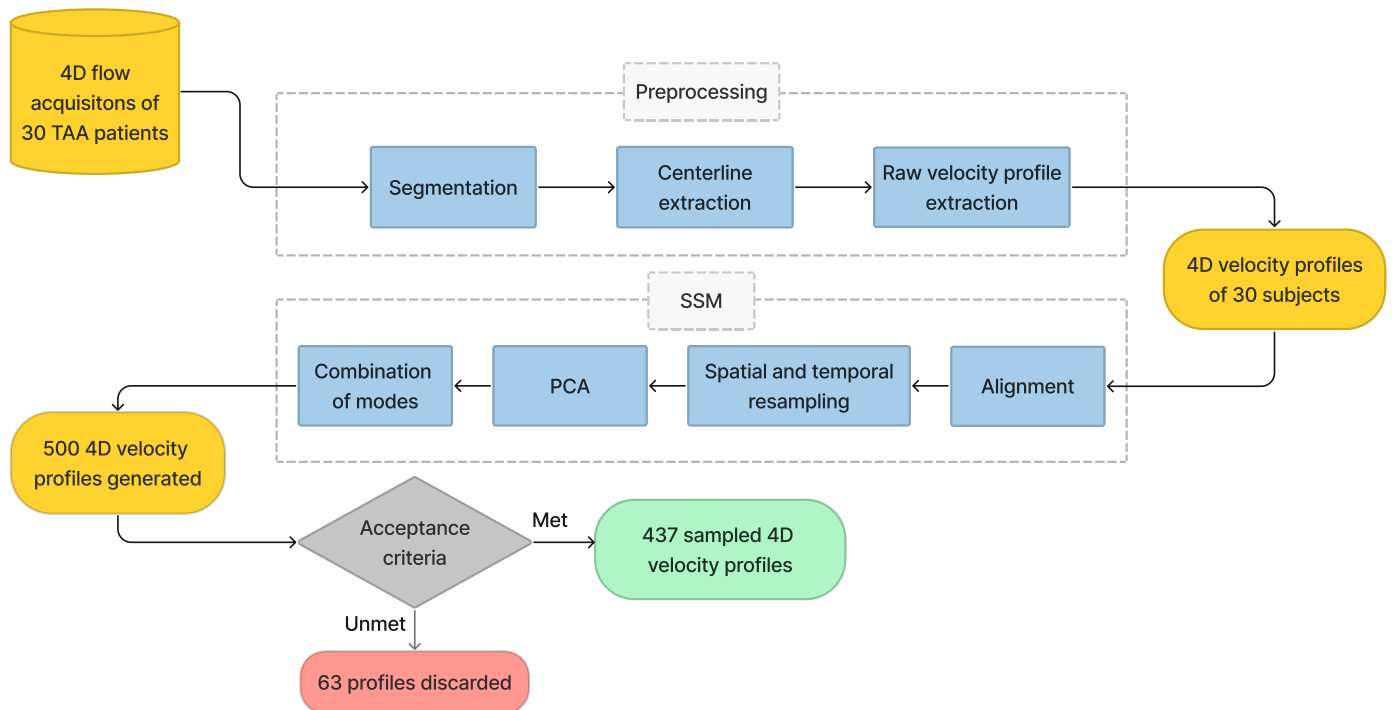 4D flow
acquisitons of
30 TAA patients
Preprocessing
Segmentation
Centerline
extraction
Raw velocity profile
extraction
4D velocity profiles
of 30 subjects
SSM
Combination
of modes
PCA
Spatial and temporal
resampling
Alignment
500 4D velocity
profiles generated
Acceptance
criteria
Met
437 sampled 4D
velocity profiles
Unmet
63 profiles discarded